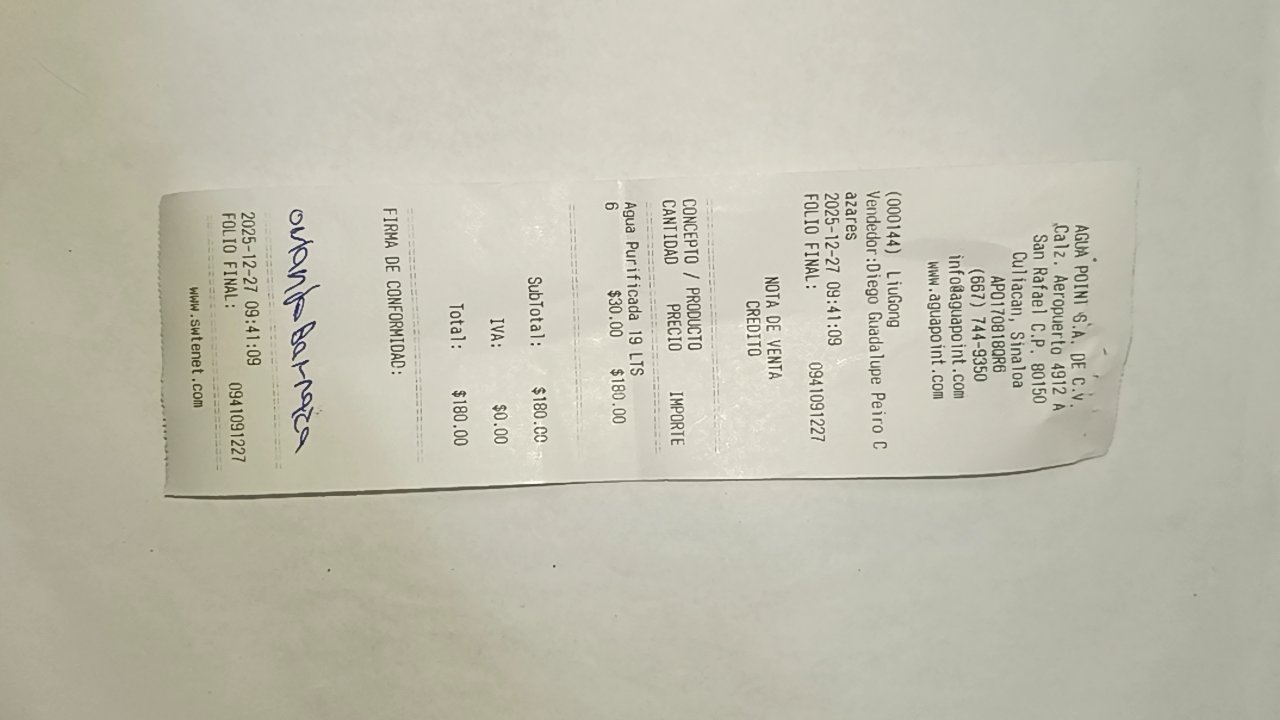 AGUA POINT S.A. DE C.V.
Calz. Aeropuerto 4912 A
San Rafael C.P. 80150
Culiacan, Sinaloa
APO170818QR6
(667) 744-9350
info@aguapoint.com
www.aguapoint.com
(000144) LiuGong
Vendedor:Diego Guadalupe Peiro C
azares
2025-12-27 09:41:09
FOLIO FINAL: 0941091227
NOTA DE VENTA
CREDITO
CONCEPTO / PRODUCTO
CANTIDAD PRECIO IMPORTE
Agua Purificada 19 LTS
6 $30.00 $180.00
SubTotal: $180.00
IVA: $0.00
Total: $180.00
FIRMA DE CONFORMIDAD:
2025-12-27 09:41:09
FOLIO FINAL: 0941091227
www.swtenet.com